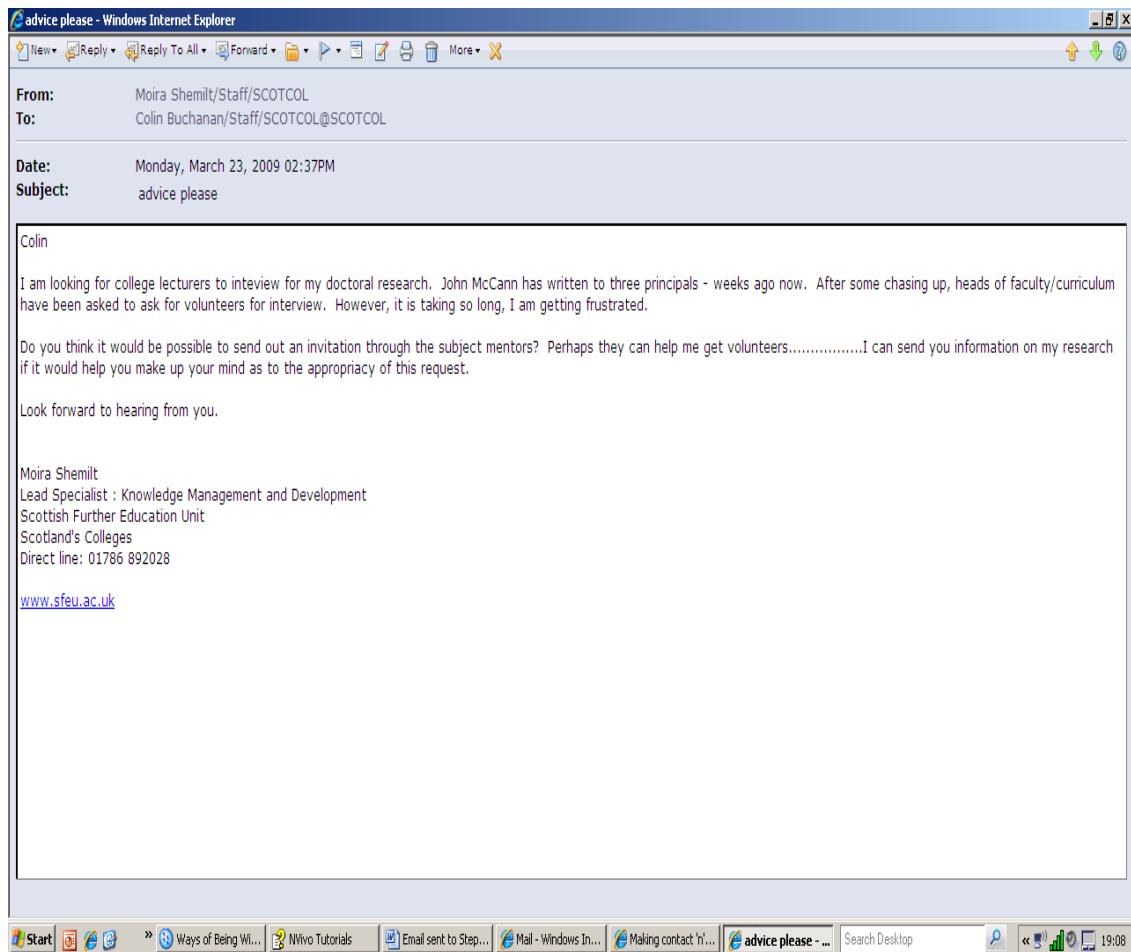 advice please - Windows Internet Explorer
New Reply Reply To All Forward More
From: Moira Shemilt/Staff/SCOTCOL
To: Colin Buchanan/Staff/SCOTCOL@SCOTCOL
Date: Monday, March 23, 2009 02:37PM
Subject: advice please
Colin
I am looking for college lecturers to inteview for my doctoral research. John McCann has written to three principals - weeks ago now. After some chasing up, heads of faculty/curriculum
have been asked to ask for volunteers for interview. However, it is taking so long, I am getting frustrated.
Do you think it would be possible to send out an invitation through the subject mentors? Perhaps they can help me get volunteers.................I can send you information on my research
if it would help you make up your mind as to the appropriacy of this request.
Look forward to hearing from you.
Moira Shemilt
Lead Specialist : Knowledge Management and Development
Scottish Further Education Unit
Scotland's Colleges
Direct line: 01786 892028
www.sfeu.ac.uk
Start » Ways of Being Wi... NVivo Tutorials Email sent to Step... Mail - Windows In... Making contact 'n'... advice please - ... Search Desktop « 19:08